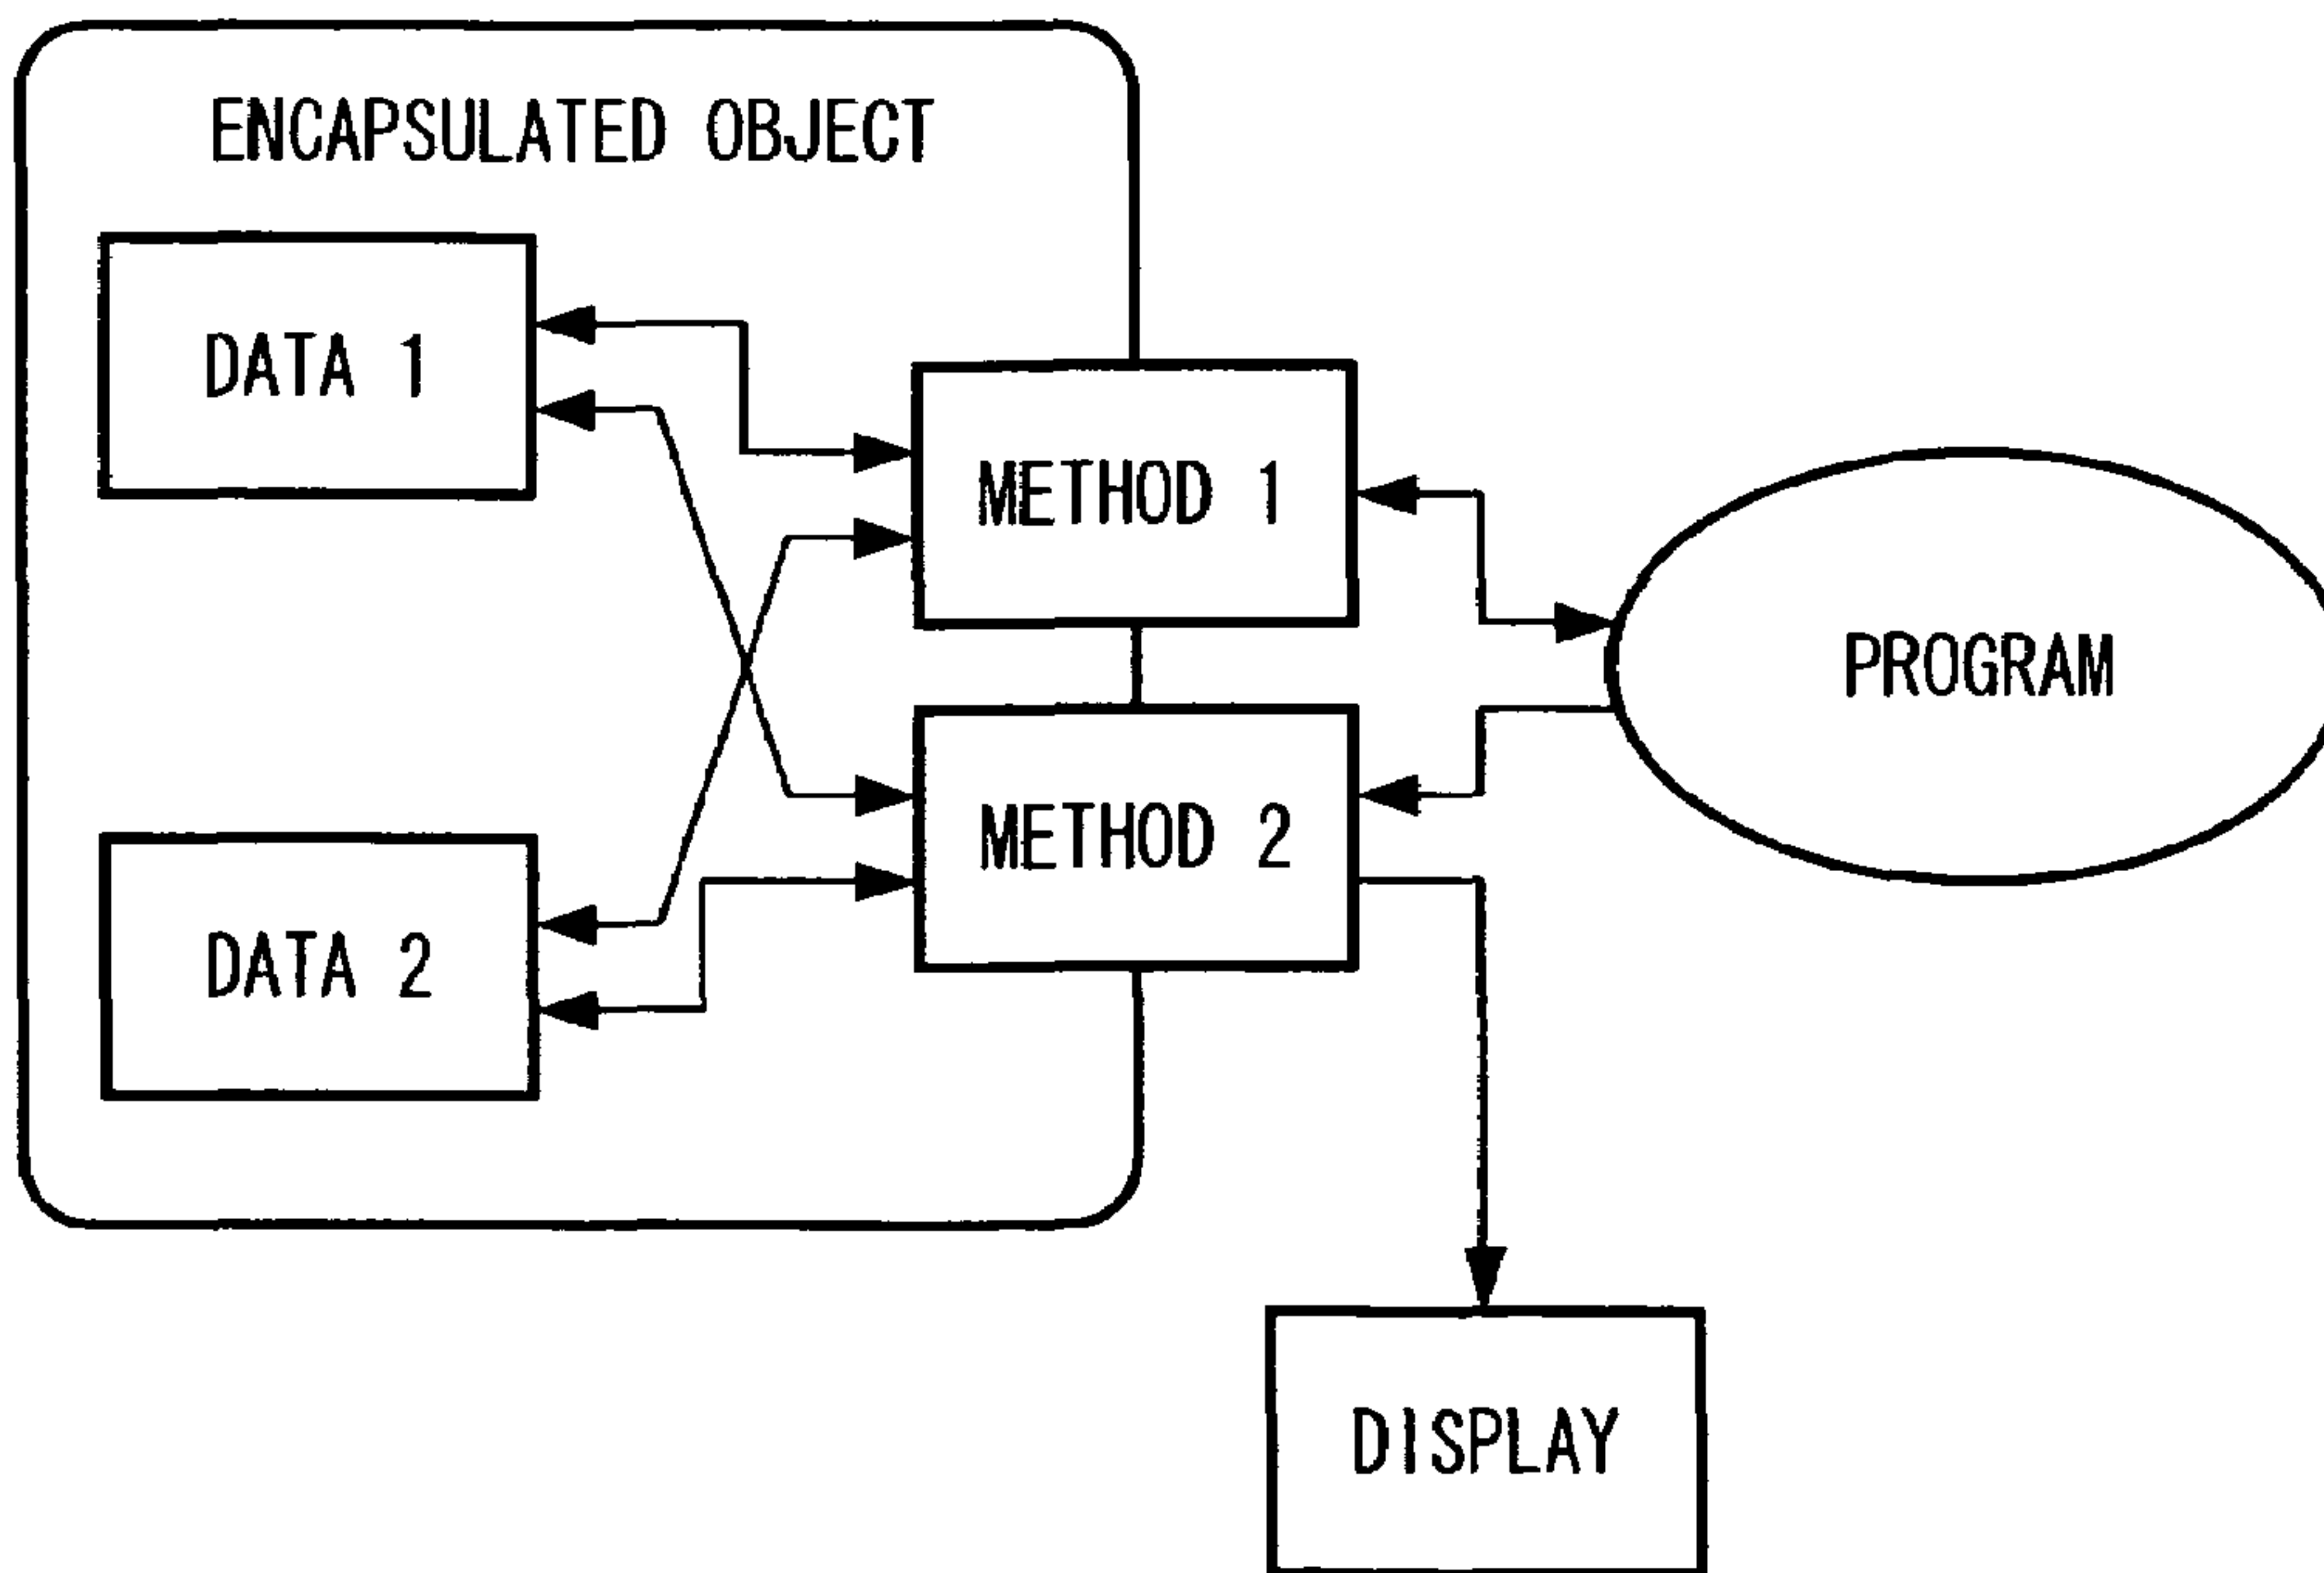 ENCAPSULATED OBJECT
DATA 1
METHOD 1
PROGRAM
METHOD 2
DATA 2
DISPLAY